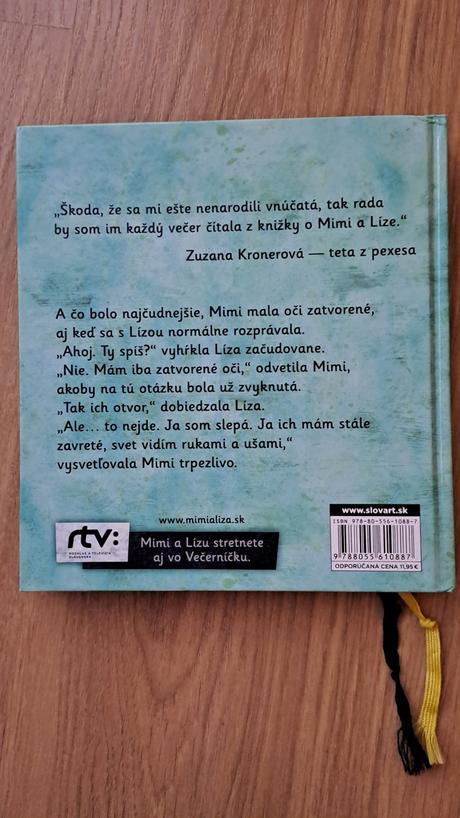 „Škoda, že sa mi ešte nenarodili vnúčatá, tak rada
by som im každý večer čítala z knižky o Mimi a Líze.“
Zuzana Kronerová — teta z pexesa
A čo bolo najčudnejšie, Mimi mala oči zatvorené,
aj keď sa s Lízou normálne rozprávala.
„Ahoj. Ty spíš?“ vyhŕkla Líza začudovane.
„Nie. Mám iba zatvorené oči,“ odvetila Mimi,
akoby na tú otázku bola už zvyknutá.
„Tak ich otvor,“ dobiedzala Líza.
„Ale... to nejde. Ja som slepá. Ja ich mám stále
zavreté, svet vidím rukami a ušami,“
vysvetľovala Mimi trpezlivo.
www.mimializa.sk
rtv:
ROZHLAS A TELEVÍZIA
SLOVENSKA
Mimi a Lízu stretnete
aj vo Večerníčku.
www.slovart.sk
ISBN 978-80-556-1088-7
9 788055 610887
ODPORÚČANÁ CENA 11,95 €